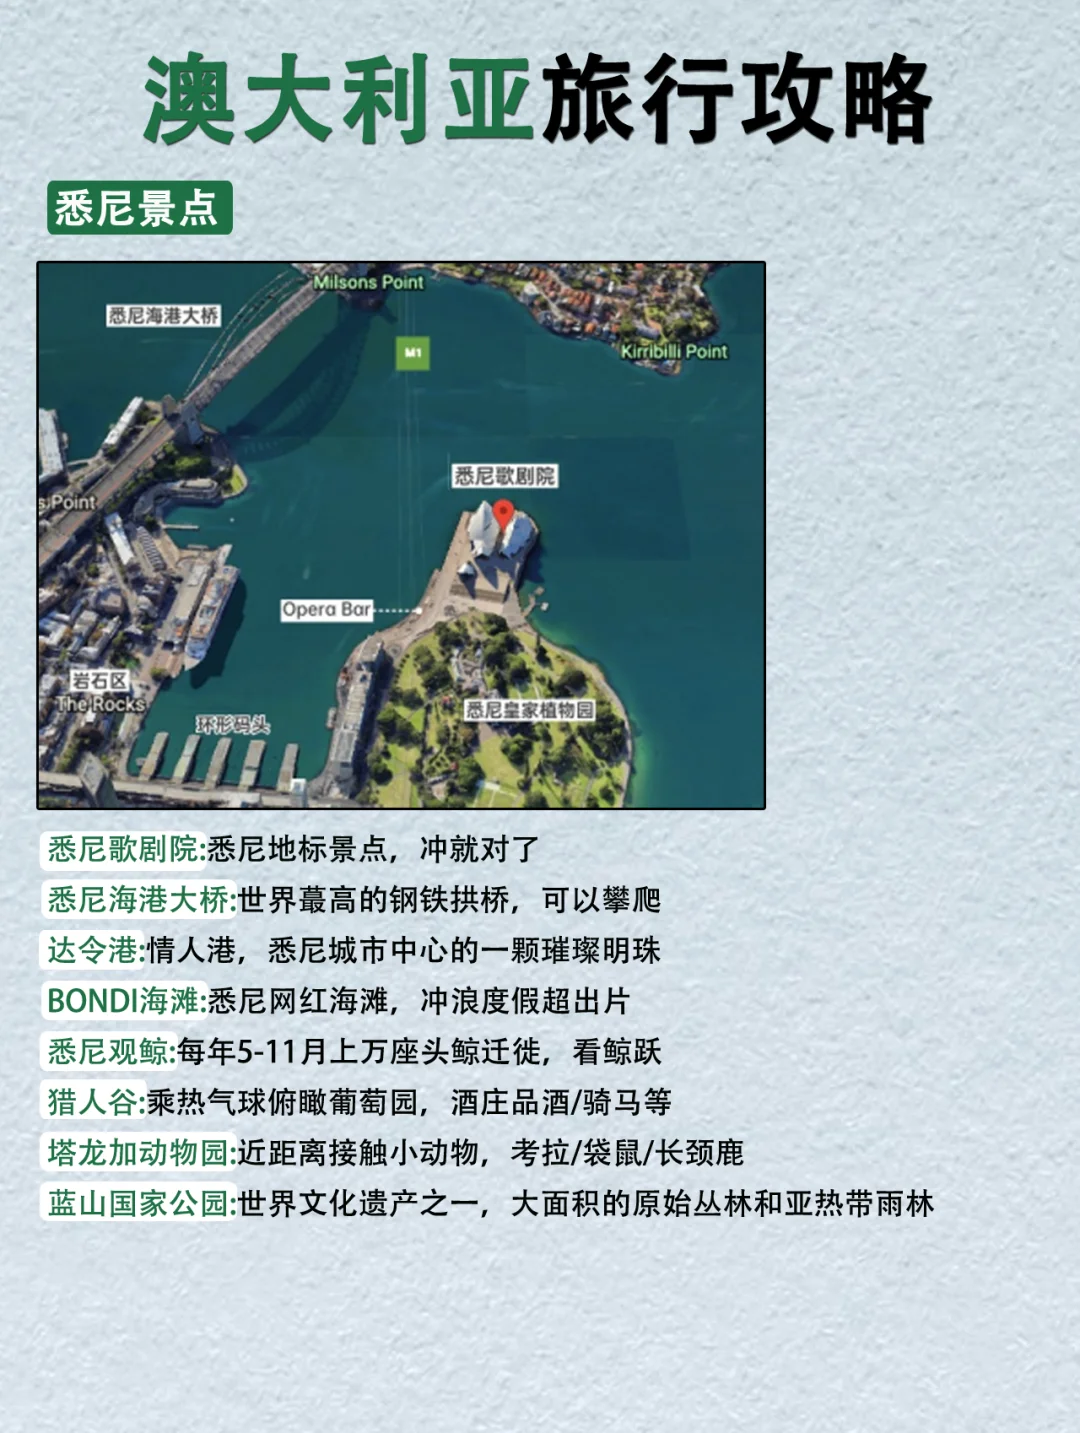 澳大利亚旅行攻略
悉尼景点
Milsons Point
悉尼海港大桥
M1
Kirribilli Point
悉尼歌剧院
s Point
Opera Bar
岩石区
The Rocks
悉尼皇家植物园
环形码头
悉尼歌剧院:悉尼地标景点，冲就对了
悉尼海港大桥:世界最高的钢铁拱桥，可以攀爬
达令港:情人港，悉尼城市中心的一颗璀璨明珠
BONDI海滩:悉尼网红海滩，冲浪度假超出片
悉尼观鲸:每年5-11月上万座头鲸迁徙，看鲸跃
猎人谷:乘热气球俯瞰葡萄园，酒庄品酒/骑马等
塔龙加动物园:近距离接触小动物，考拉/袋鼠/长颈鹿
蓝山国家公园:世界文化遗产之一，大面积的原始丛林和亚热带雨林